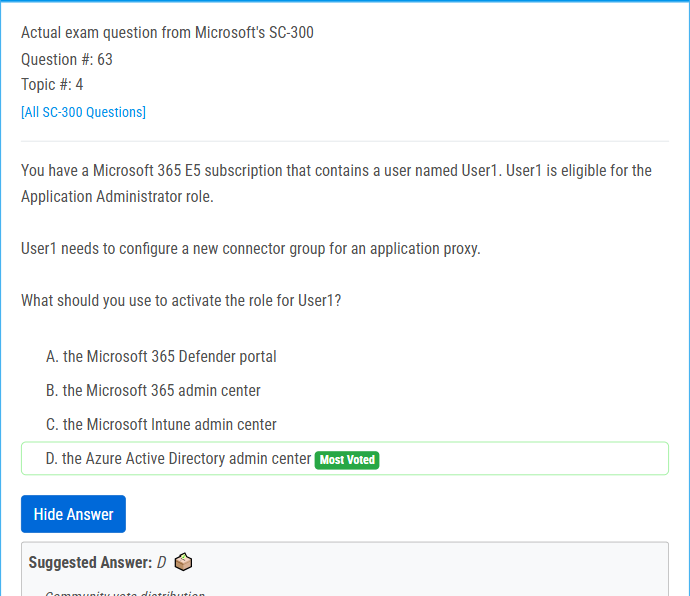 Actual exam question from Microsoft's SC-300
Question #: 63
Topic #: 4
[All SC-300 Questions]
You have a Microsoft 365 E5 subscription that contains a user named User1. User1 is eligible for the
Application Administrator role.
User1 needs to configure a new connector group for an application proxy.
What should you use to activate the role for User1?
A. the Microsoft 365 Defender portal
B. the Microsoft 365 admin center
C. the Microsoft Intune admin center
D. the Azure Active Directory admin center Most Voted
Hide Answer
Suggested Answer: D
Community vote distribution